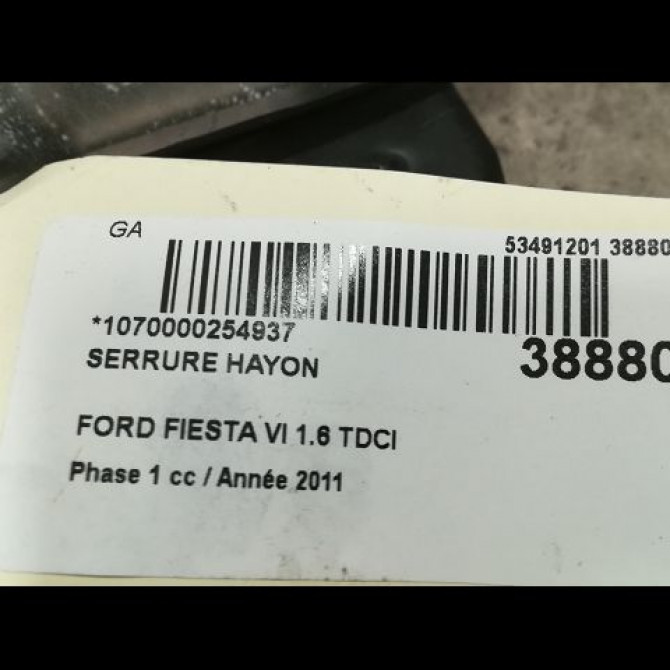 GA
53491201 38880
*1070000254937
SERRURE HAYON
38880
FORD FIESTA VI 1.6 TDCI
Phase 1 cc / Année 2011